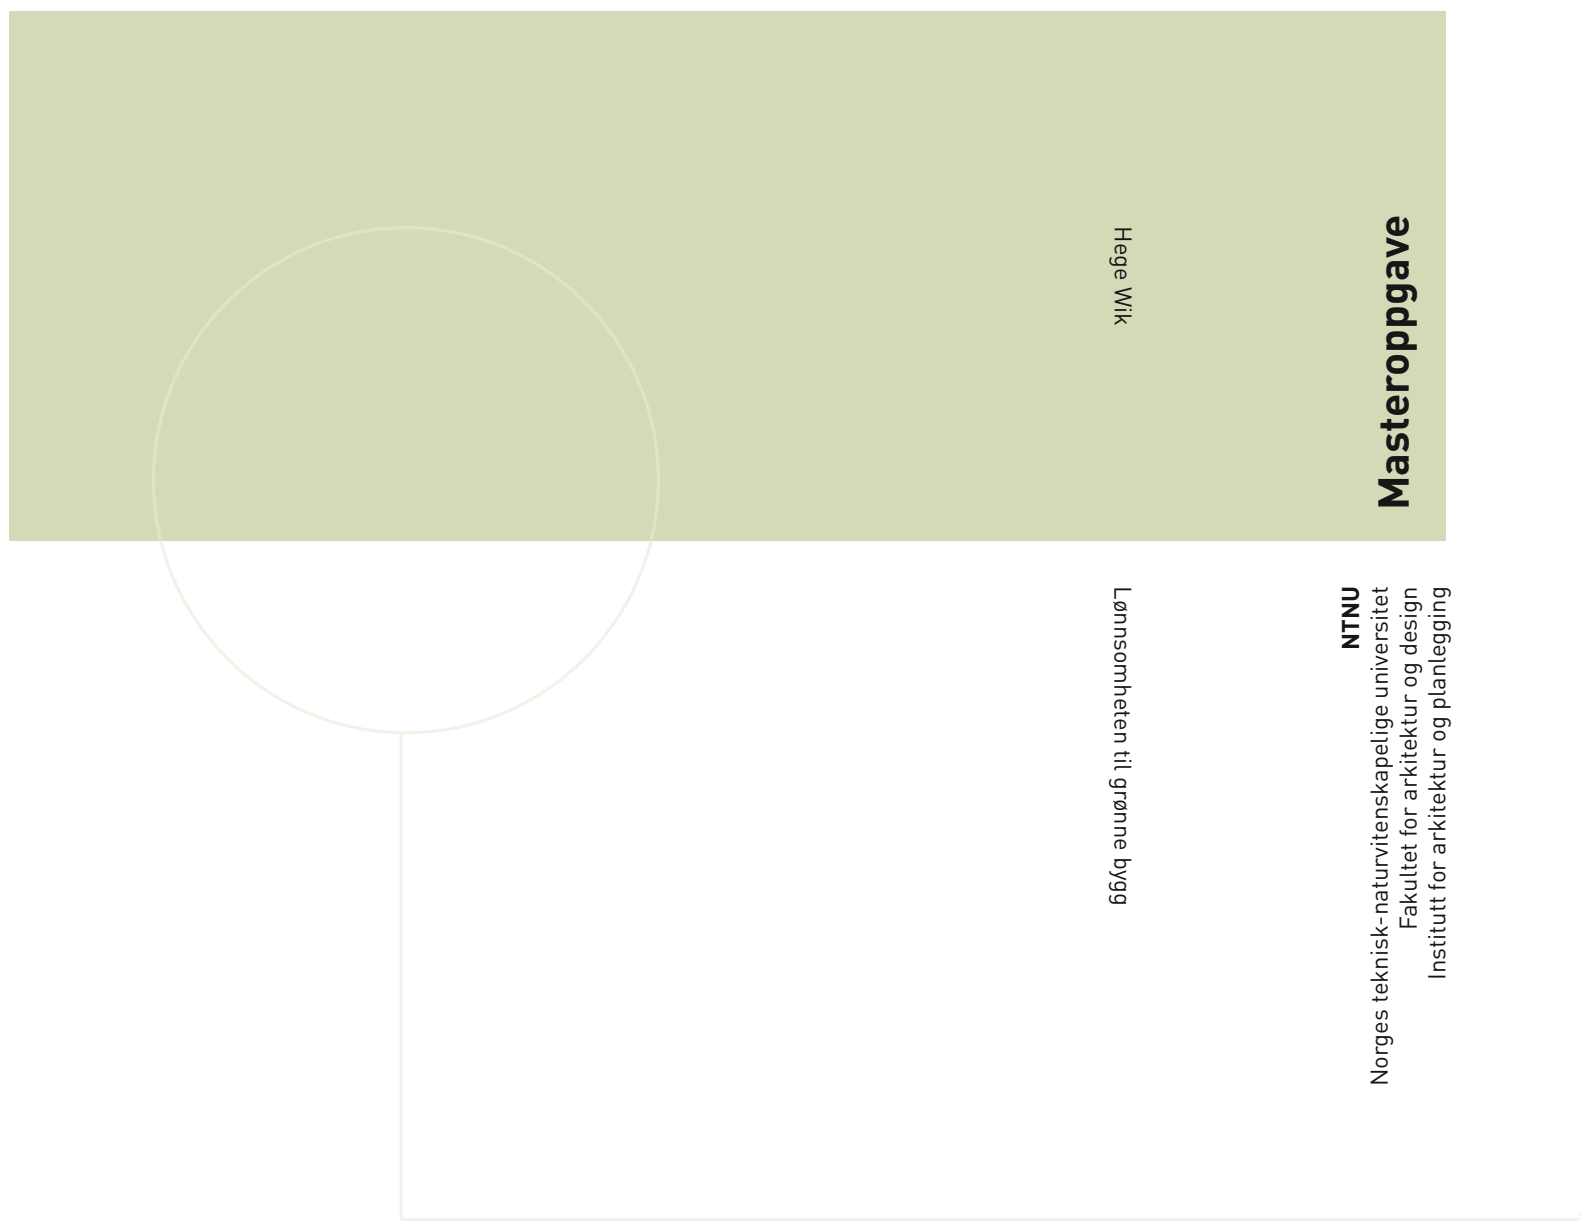 Hege Wik
Lønnsomheten til grønne bygg
Masteroppgave
NTNU
Norges teknisk-naturvitenskapelige universitet
Fakultet for arkitektur og design
Institutt for arkitektur og planlegging